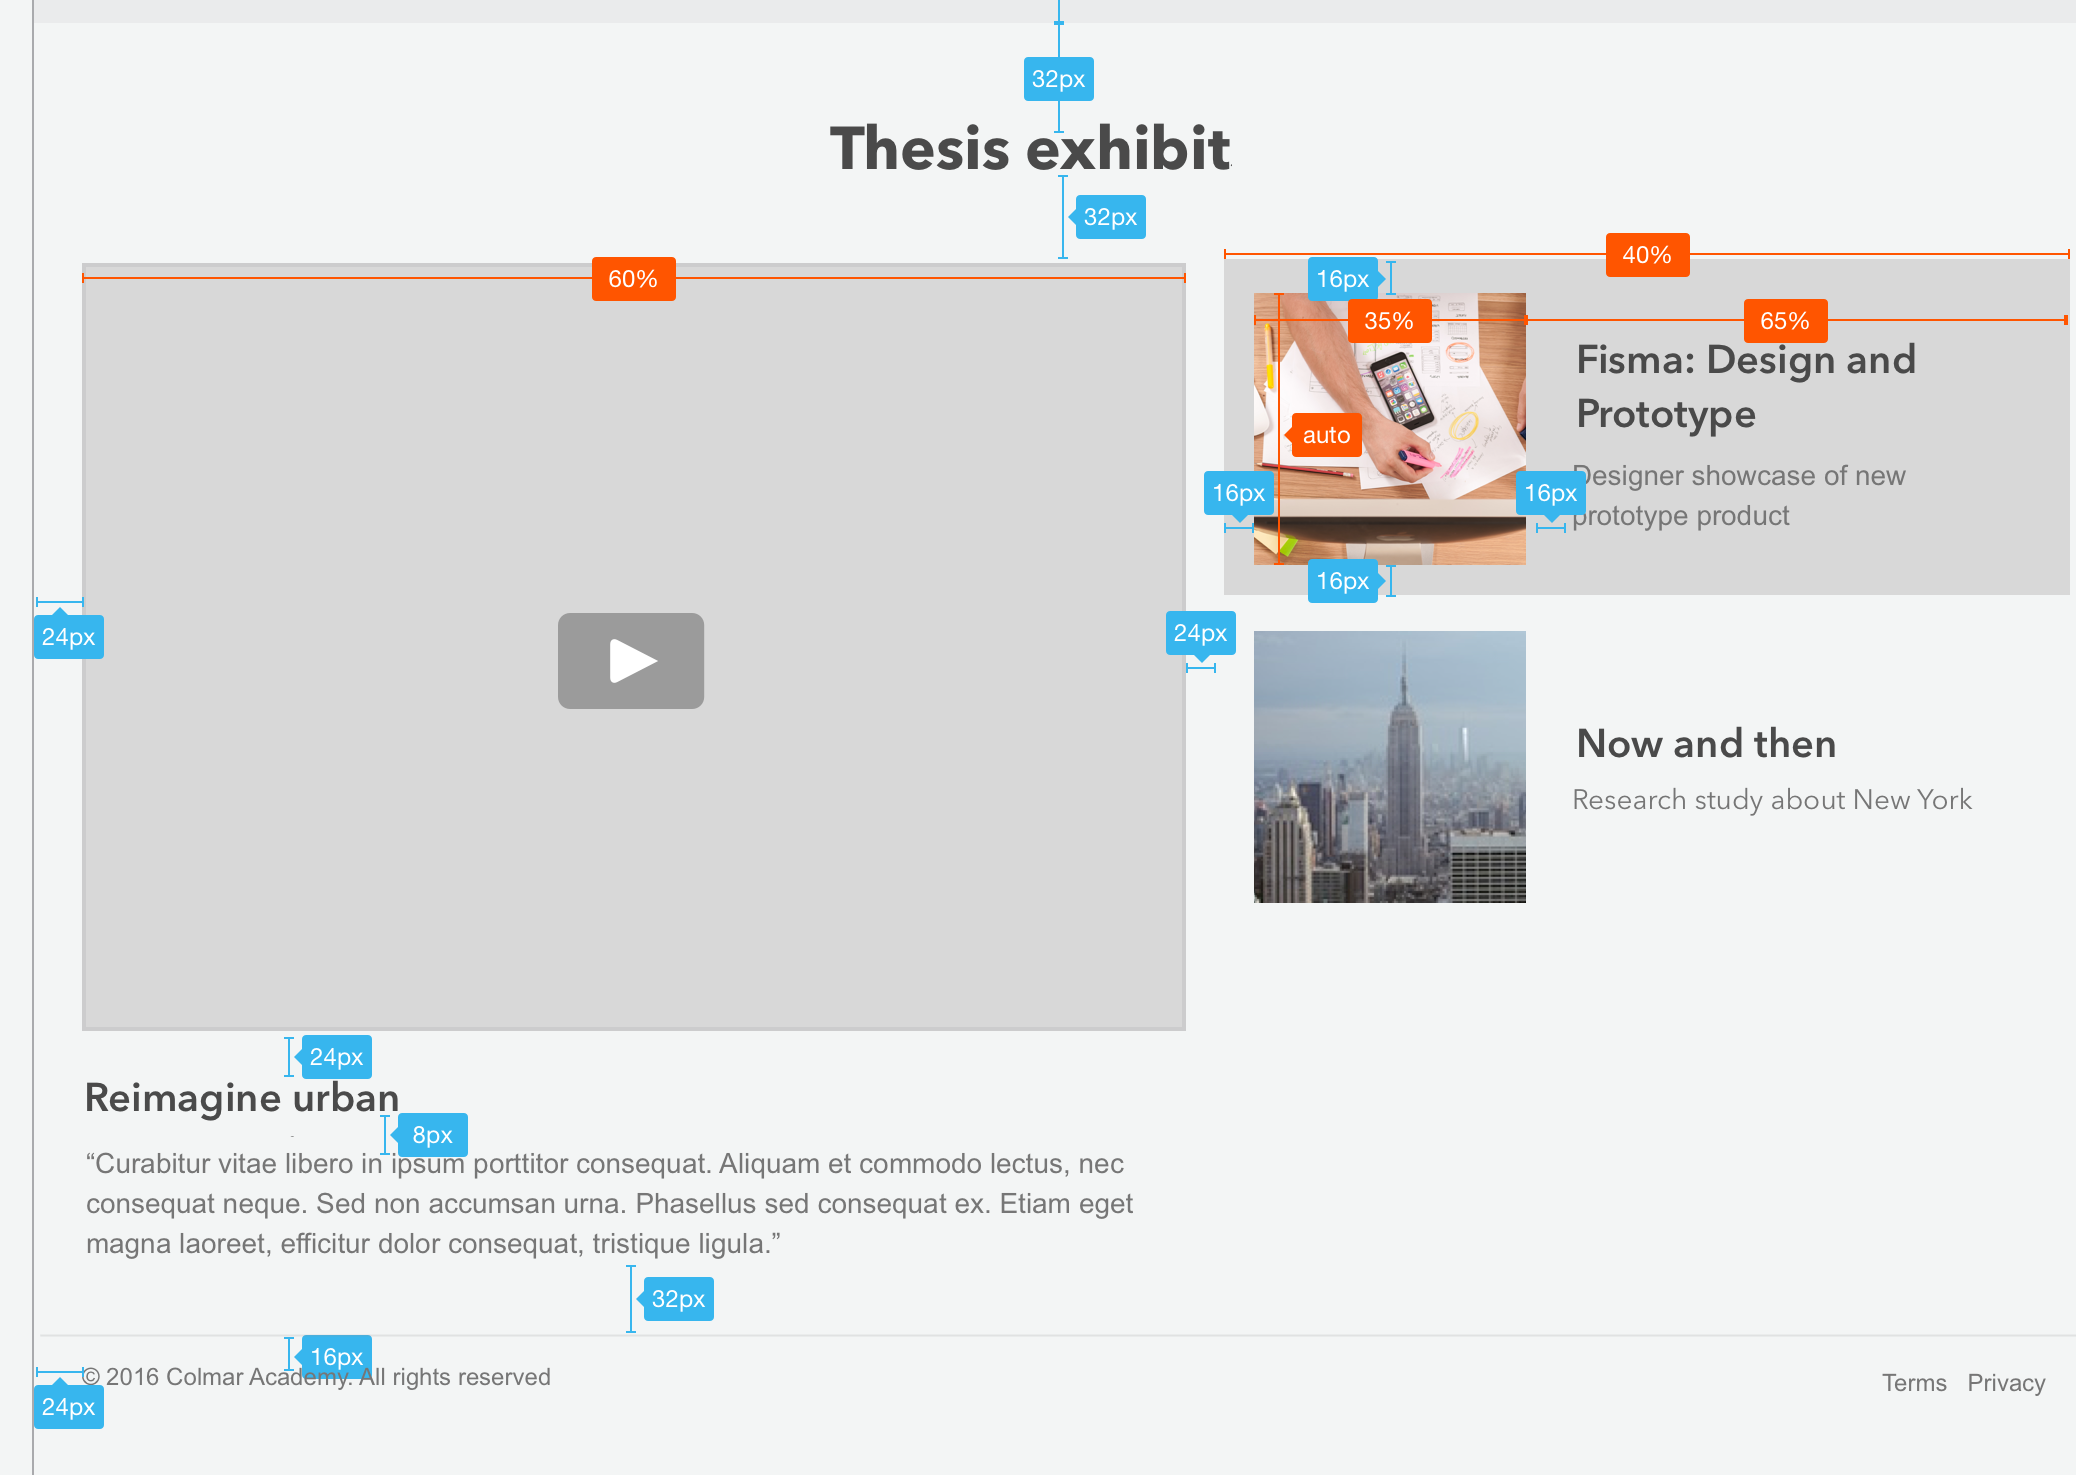 32px
Thesis exhibit
32px
40%
60%
16px
35%
65%
Fisma: Design and
Prototype
auto
Designer showcase of new
16px
16px
prototype product
16px
24px
24px
Now and then
Research study about New York
24px
Reimagine urban
8px
“Curabitur vitae libero in ipsum porttitor consequat. Aliquam et commodo lectus, nec
consequat neque. Sed non accumsan urna. Phasellus sed consequat ex. Etiam eget
magna laoreet, efficitur dolor consequat, tristique ligula.”
32px
16px
© 2016 Colmar Academy. All rights reserved
Terms Privacy
24px